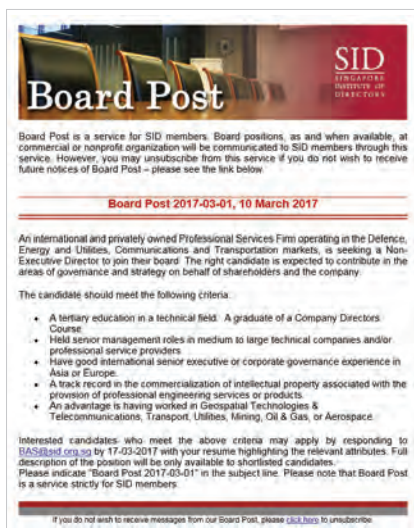 Board Post
SID
SINGAPORE
INSTITUTE OF
DIRECTORS
Board Post is a service for SID members. Board positions, as and when available, at
commercial or nonprofit organization will be communicated to SID members through this
service. However, you may unsubscribe from this service if you do not wish to receive
future notices of Board Post – please see the link below.
Board Post 2017-03-01, 10 March 2017
An international and privately owned Professional Services Firm operating in the Defence,
Energy and Utilities, Communications and Transportation markets, is seeking a Non-
Executive Director to join their board. The right candidate is expected to contribute in the
areas of governance and strategy on behalf of shareholders and the company.
The candidate should meet the following criteria:
• A tertiary education in a technical field. A graduate of a Company Directors
Course.
• Held senior management roles in medium to large technical companies and/or
professional service providers.
• Have good international senior executive or corporate governance experience in
Asia or Europe.
• A track record in the commercialization of intellectual property associated with the
provision of professional engineering services or products.
• An advantage is having worked in Geospatial Technologies &
Telecommunications, Transport, Utilities, Mining, Oil & Gas, or Aerospace.
Interested candidates who meet the above criteria may apply by responding to
BAS@sid.org.sg by 17-03-2017 with your resume highlighting the relevant attributes. Full
description of the position will be only available to shortlisted candidates.
Please indicate "Board Post 2017-03-01" in the subject line. Please note that Board Post
is a service strictly for SID members.
If you do not wish to receive messages from our Board Post, please click here to unsubscribe.